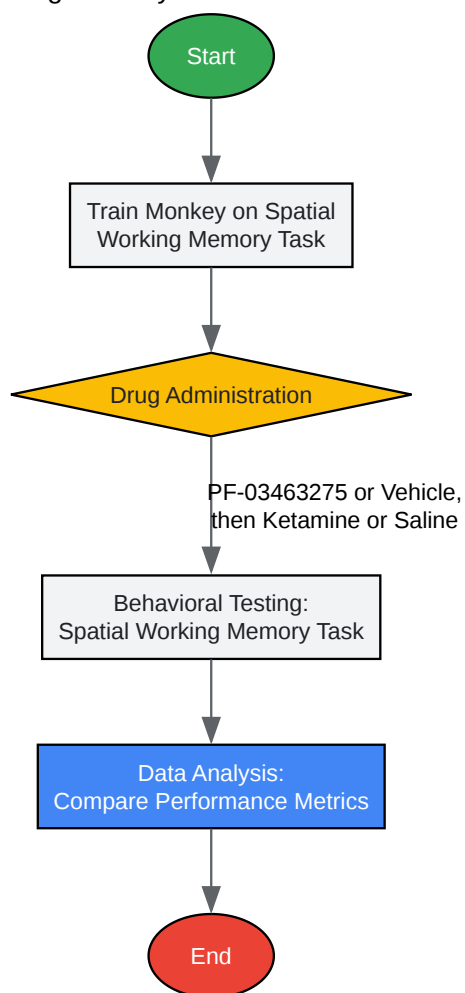 Start
Train Monkey on Spatial
Working Memory Task
Drug Administration
PF-03463275 or Vehicle,
then Ketamine or Saline
Behavioral Testing:
Spatial Working Memory Task
Data Analysis:
Compare Performance Metrics
End